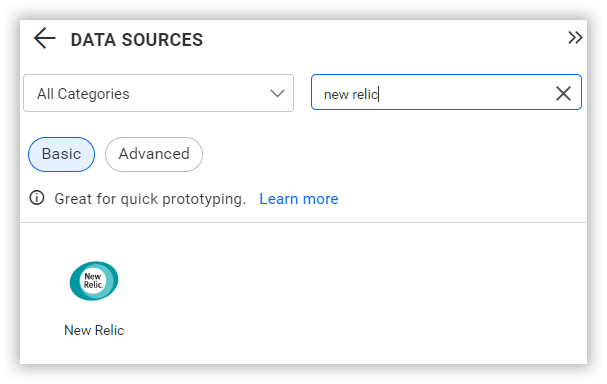 DATA SOURCES
All Categories
new relic
Basic
Advanced
Great for quick prototyping. Learn more
New
Relic.
New Relic